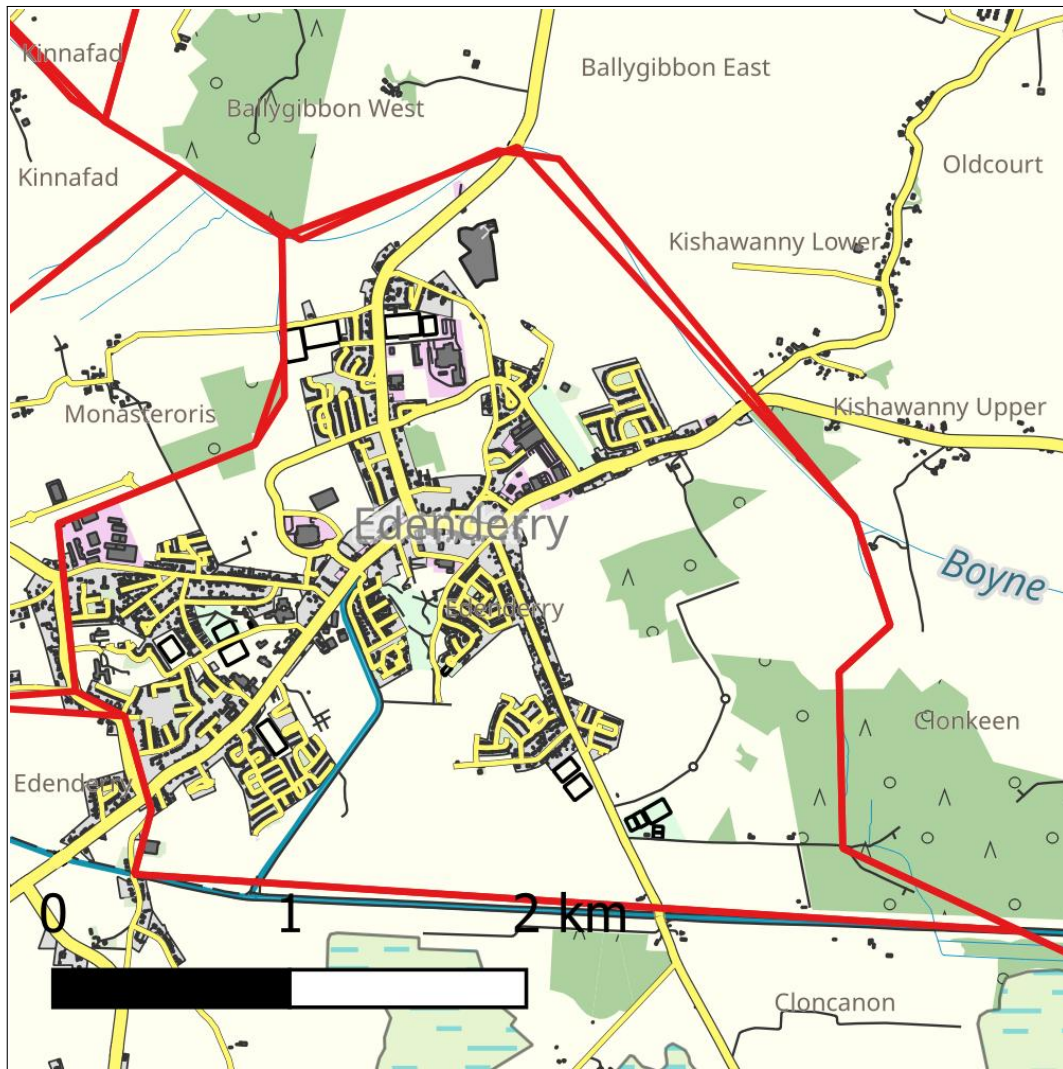 Kinnafad
Ballygibbon East
Ballygibbon West
Oldcourt
Kinnafad
Kishawanny Lower
Monasteroris
Kishawanny Upper
Edenderry
Boyne
Edenderry
Clonkeen
Edenderry
0 1 2 km
Cloncanon